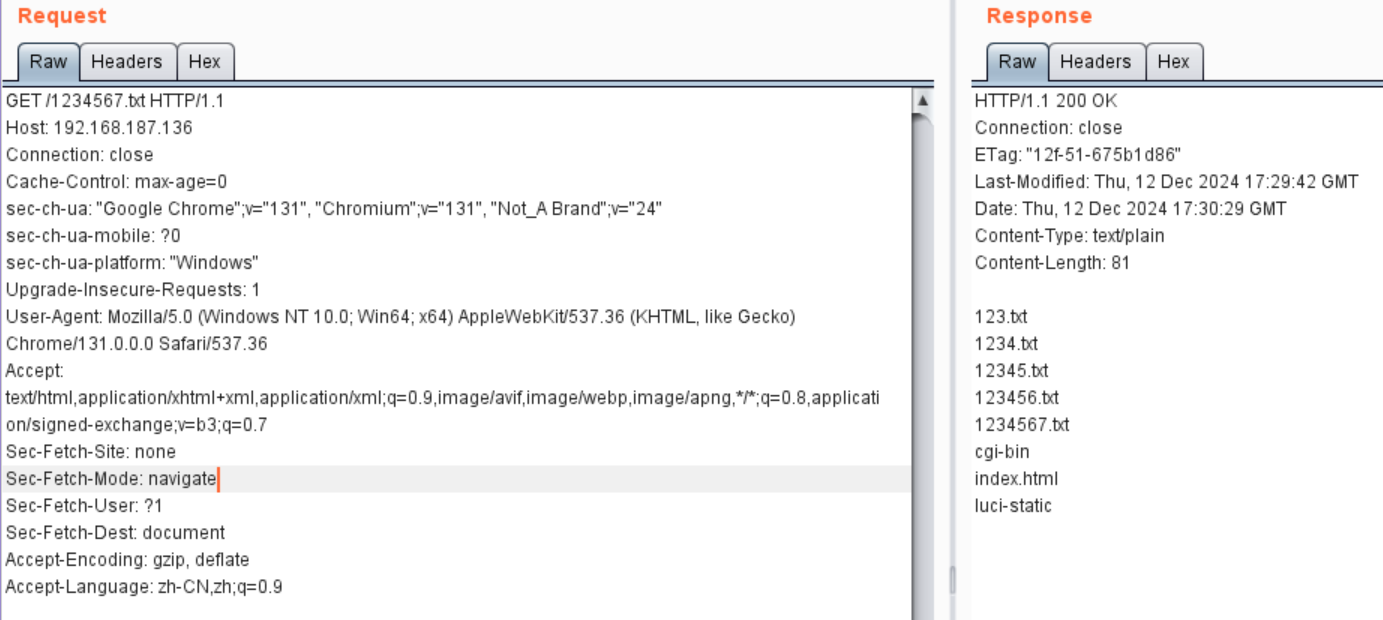 Request
Raw Headers Hex
GET /1234567.txt HTTP/1.1
Host: 192.168.187.136
Connection: close
Cache-Control: max-age=0
sec-ch-ua: "Google Chrome";v="131", "Chromium";v="131", "Not_A Brand";v="24"
sec-ch-ua-mobile: ?0
sec-ch-ua-platform: "Windows"
Upgrade-Insecure-Requests: 1
User-Agent: Mozilla/5.0 (Windows NT 10.0; Win64; x64) AppleWebKit/537.36 (KHTML, like Gecko)
Chrome/131.0.0.0 Safari/537.36
Accept:
text/html,application/xhtml+xml,application/xml;q=0.9,image/avif,image/webp,image/apng,*/*;q=0.8,applicati
on/signed-exchange;v=b3;q=0.7
Sec-Fetch-Site: none
Sec-Fetch-Mode: navigate
Sec-Fetch-User: ?1
Sec-Fetch-Dest: document
Accept-Encoding: gzip, deflate
Accept-Language: zh-CN,zh;q=0.9
Response
Raw Headers Hex
HTTP/1.1 200 OK
Connection: close
ETag: "12f-51-675b1d86"
Last-Modified: Thu, 12 Dec 2024 17:29:42 GMT
Date: Thu, 12 Dec 2024 17:30:29 GMT
Content-Type: text/plain
Content-Length: 81
123.txt
1234.txt
12345.txt
123456.txt
1234567.txt
cgi-bin
index.html
luci-static